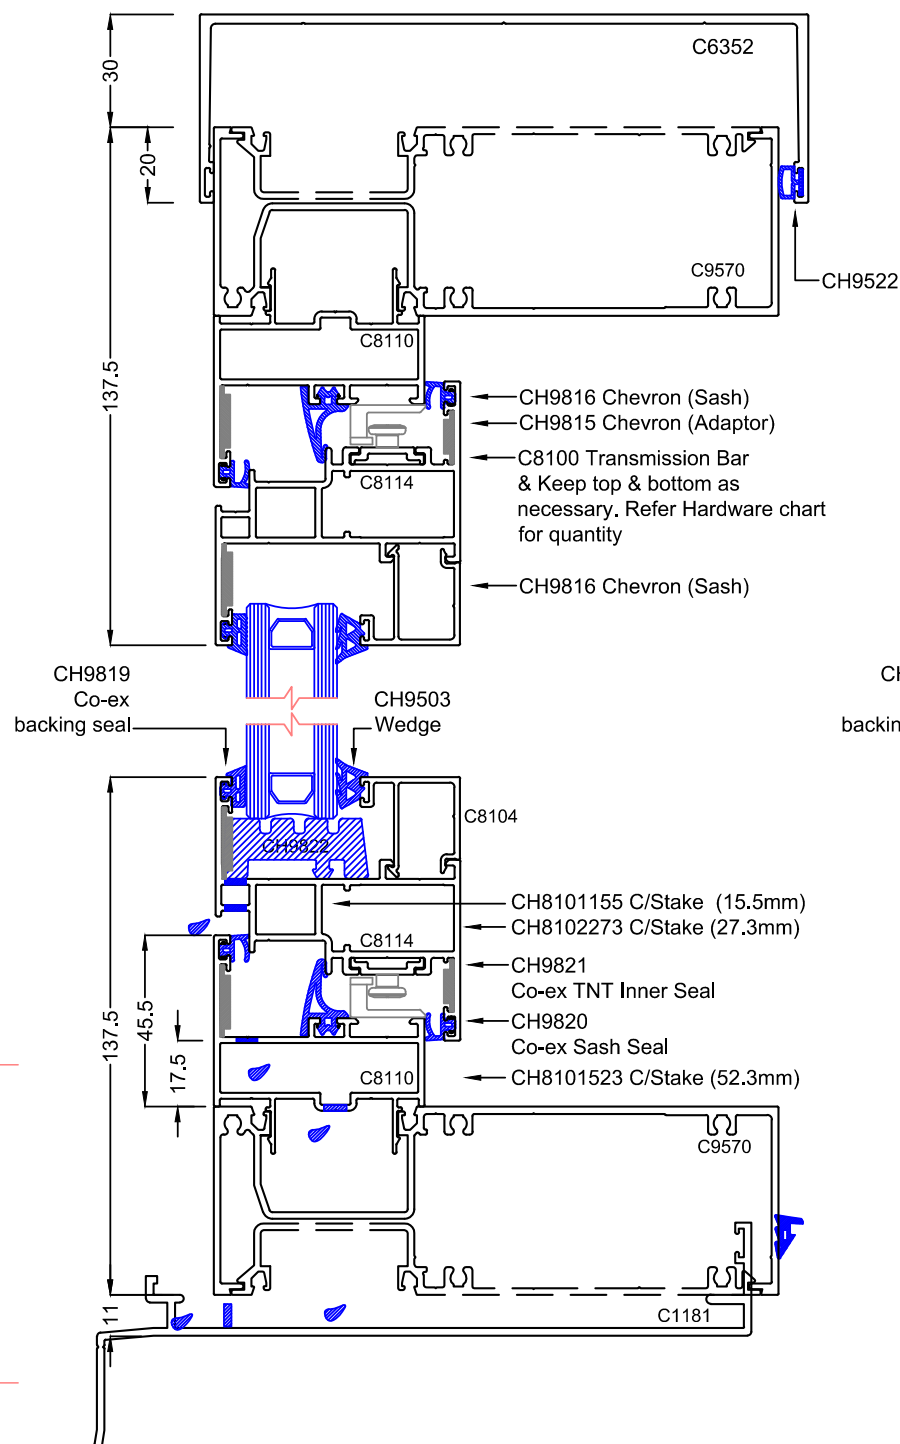 C6352
30
20
C9570
CH9522
C8110
137.5
CH9816 Chevron (Sash)
CH9815 Chevron (Adaptor)
C8100 Transmission Bar
& Keep top & bottom as
necessary. Refer Hardware chart
for quantity
C8114
CH9816 Chevron (Sash)
CH9819
Co-ex
backing seal
CH9503
Wedge
CH
backin
C8104
CH9822
CH8101155 C/Stake (15.5mm)
CH8102273 C/Stake (27.3mm)
C8114
CH9821
Co-ex TNT Inner Seal
CH9820
Co-ex Sash Seal
CH8101523 C/Stake (52.3mm)
137.5
45.5
17.5
C8110
C9570
11
C1181